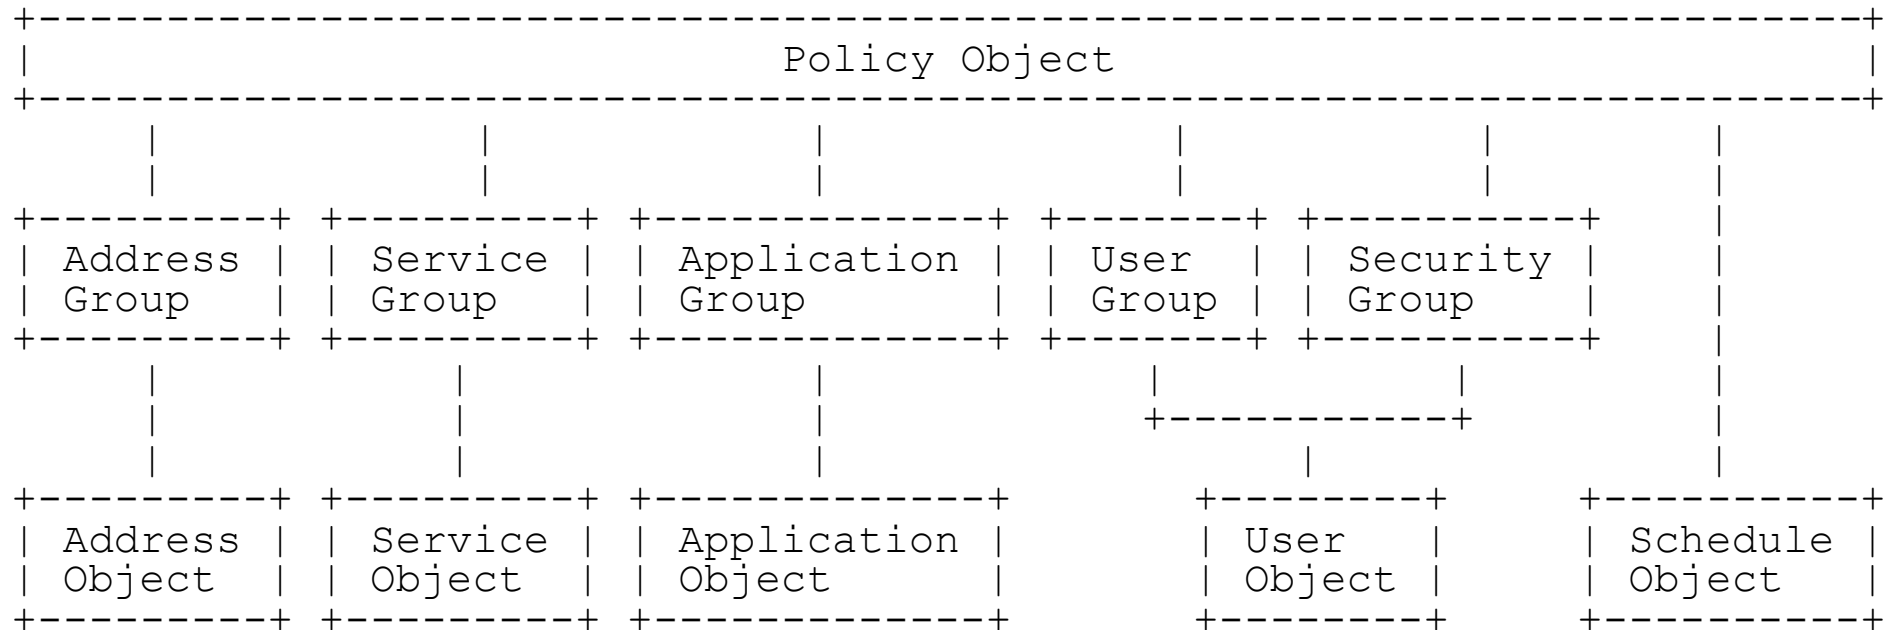 Policy Object
Address Service Application User Security
Group Group Group Group Group
Address Service Application User Schedule
Object Object Object Object Object